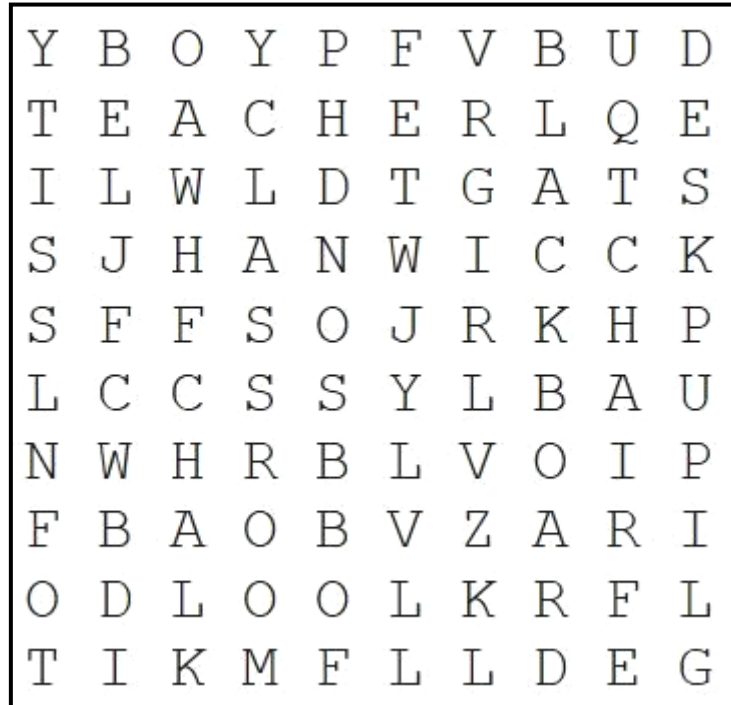 Y B O Y P F V B U D
T E A C H E R L Q E
I L W L D T G A T S
S J H A N W I C C K
S F F S O J R K H P
L C C S S Y L B A U
N W H R B L V O I P
F B A O B V Z A R I
O D L O O L K R F L
T I K M F L L D E G